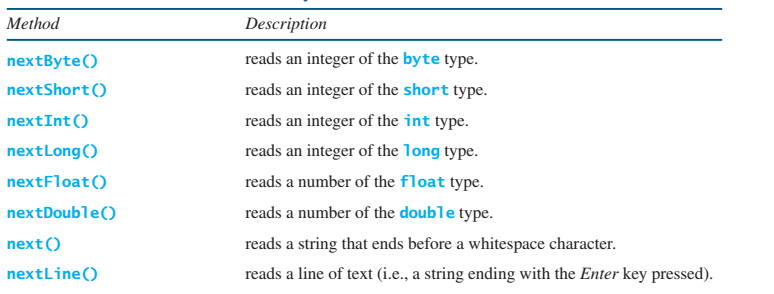 Method Description
nextByte() reads an integer of the byte type.
nextShort() reads an integer of the short type.
nextInt() reads an integer of the int type.
nextLong() reads an integer of the long type.
nextFloat() reads a number of the float type.
nextDouble() reads a number of the double type.
next() reads a string that ends before a whitespace character.
nextLine() reads a line of text (i.e., a string ending with the Enter key pressed).